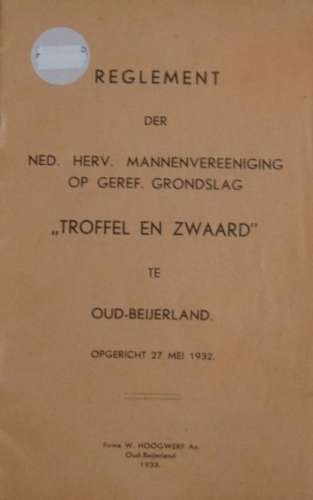 REGLEMENT
DER
NED. HERV. MANNENVEREENIGING
OP GEREF. GRONDSLAG
„TROFFEL EN ZWAARD”
TE
OUD-BEIJERLAND.
OPGERICHT 27 MEI 1932.
Firma W. HOOGWERF Az.
Oud-Beijerland
1933.